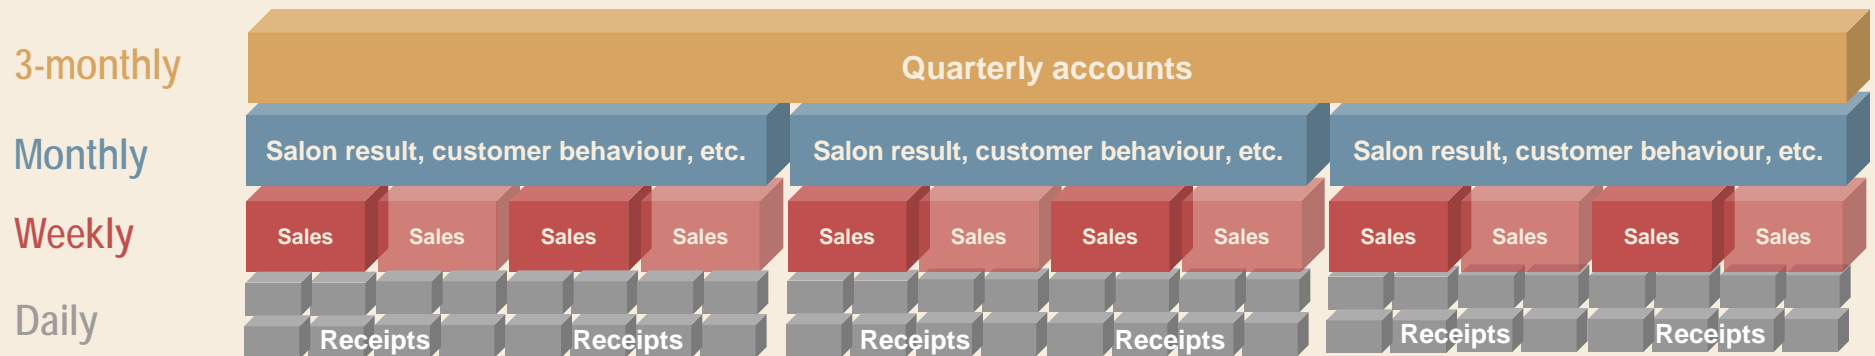 3-monthly
Quarterly accounts
Monthly
Salon result, customer behaviour, etc.
Salon result, customer behaviour, etc.
Salon result, customer behaviour, etc.
Weekly
Sales
Sales
Sales
Sales
Sales
Sales
Sales
Sales
Sales
Sales
Sales
Sales
Daily
Receipts
Receipts
Receipts
Receipts
Receipts
Receipts